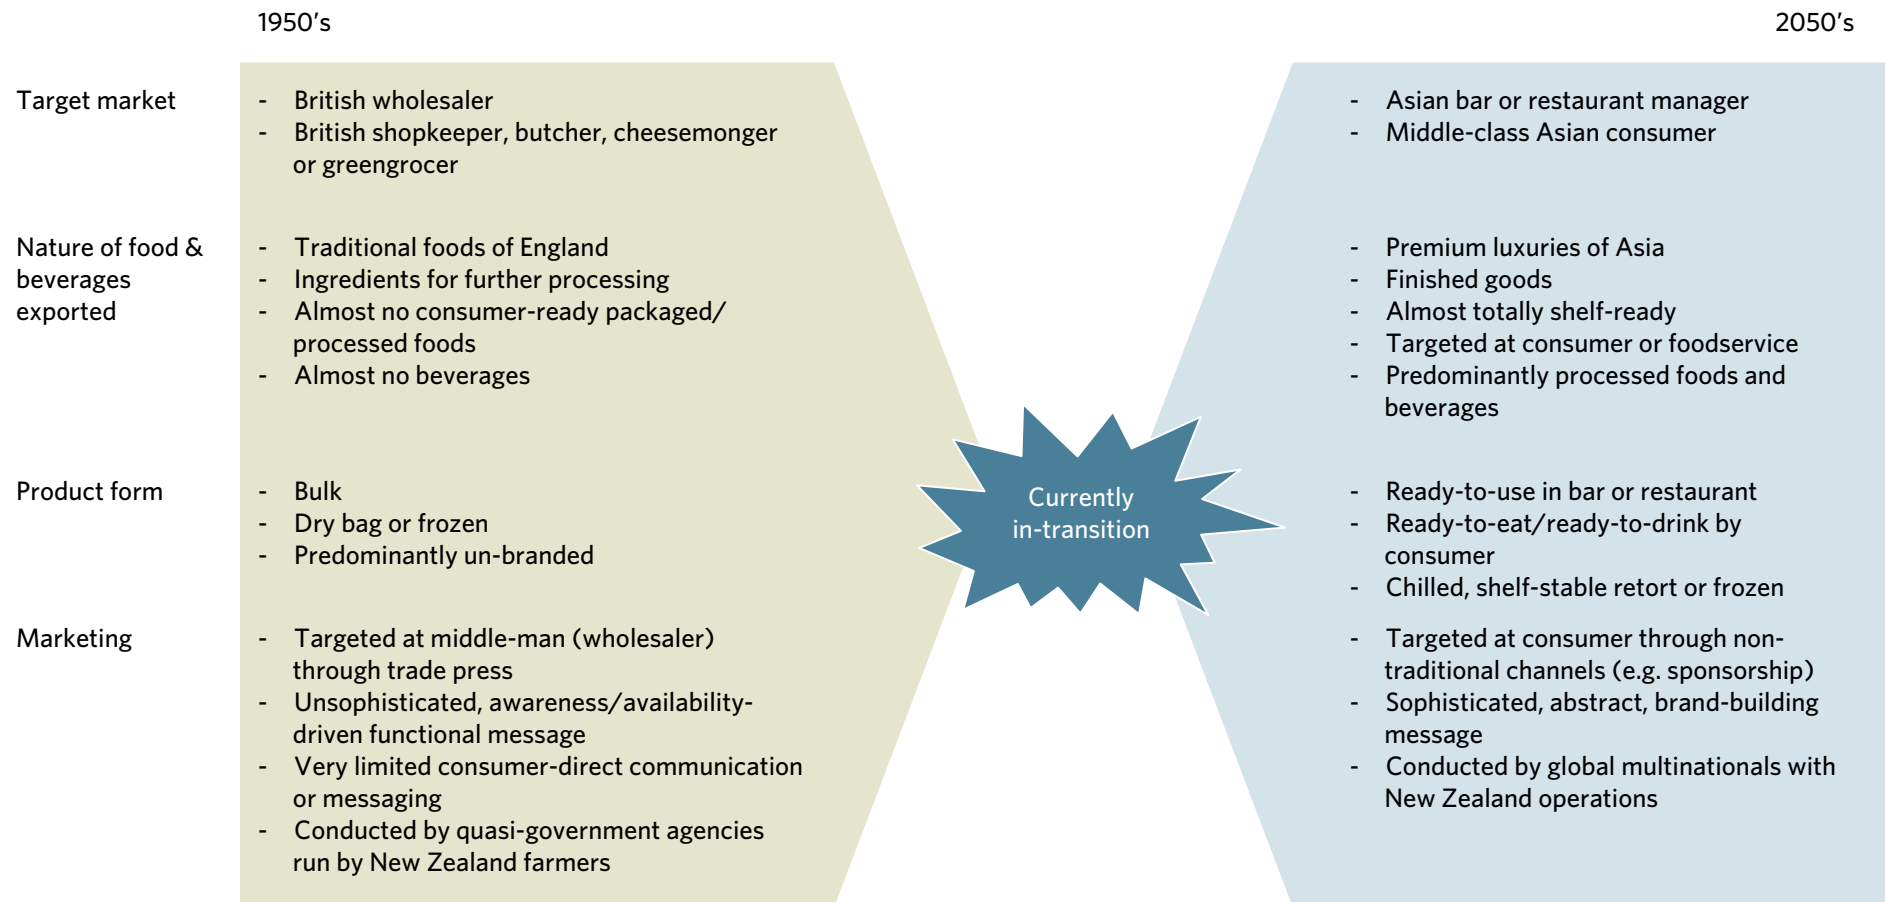 1950's
2050's
Target market
- British wholesaler
- British shopkeeper, butcher, cheesemonger
or greengrocer
- Asian bar or restaurant manager
- Middle-class Asian consumer
Nature of food &
beverages
exported
- Traditional foods of England
- Ingredients for further processing
- Almost no consumer-ready packaged/
processed foods
- Almost no beverages
- Premium luxuries of Asia
- Finished goods
- Almost totally shelf-ready
- Targeted at consumer or foodservice
- Predominantly processed foods and
beverages
Product form
- Bulk
- Dry bag or frozen
- Predominantly un-branded
Currently
in-transition
- Ready-to-use in bar or restaurant
- Ready-to-eat/ready-to-drink by
consumer
- Chilled, shelf-stable retort or frozen
Marketing
- Targeted at middle-man (wholesaler)
through trade press
- Unsophisticated, awareness/availability-
driven functional message
- Very limited consumer-direct communication
or messaging
- Conducted by quasi-government agencies
run by New Zealand farmers
- Targeted at consumer through non-
traditional channels (e.g. sponsorship)
- Sophisticated, abstract, brand-building
message
- Conducted by global multinationals with
New Zealand operations